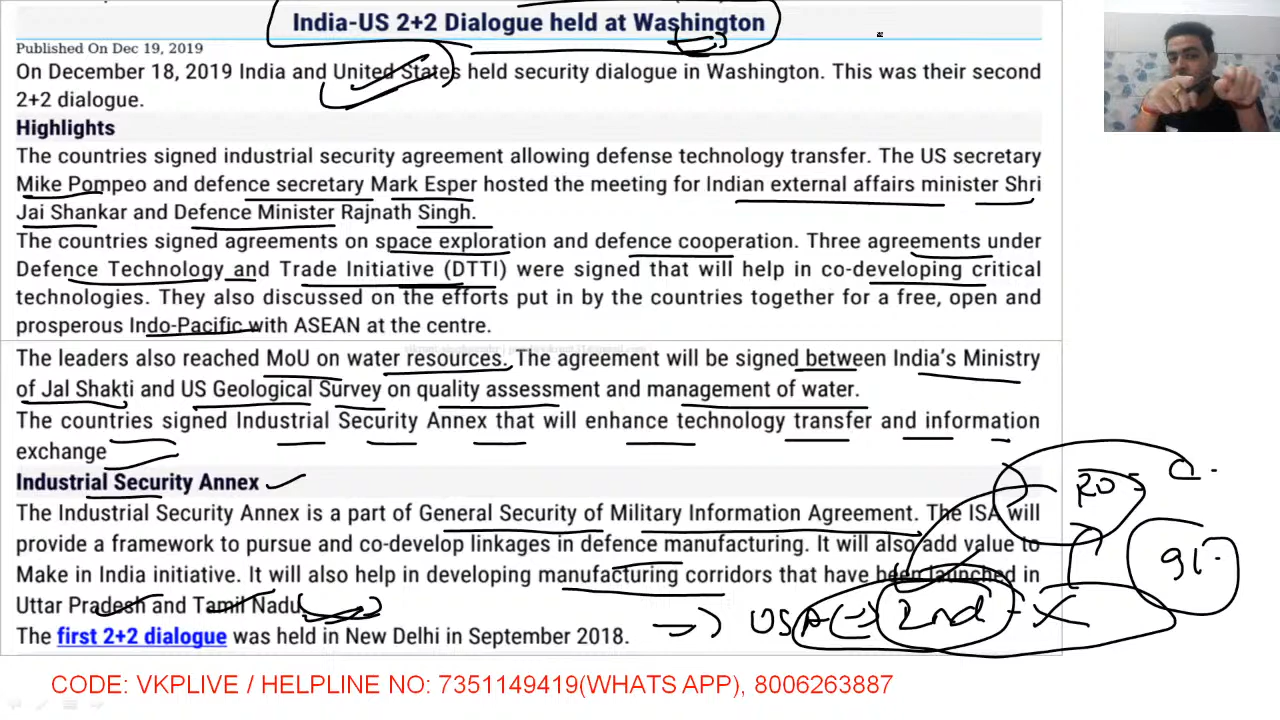 India-US 2+2 Dialogue held at Washington
Published On Dec 19, 2019
On December 18, 2019 India and United States held security dialogue in Washington. This was their second
2+2 dialogue.
Highlights
The countries signed industrial security agreement allowing defense technology transfer. The US secretary
Mike Pompeo and defence secretary Mark Esper hosted the meeting for Indian external affairs minister Shri
Jai Shankar and Defence Minister Rajnath Singh.
The countries signed agreements on space exploration and defence cooperation. Three agreements under
Defence Technology and Trade Initiative (DTTI) were signed that will help in co-developing critical
technologies. They also discussed on the efforts put in by the countries together for a free, open and
prosperous Indo-Pacific with ASEAN at the centre.
The leaders also reached MoU on water resources. The agreement will be signed between India's Ministry
of Jal Shakti and US Geological Survey on quality assessment and management of water.
The countries signed Industrial Security Annex that will enhance technology transfer and information
exchange
Industrial Security Annex
The Industrial Security Annex is a part of General Security of Military Information Agreement. The ISA will
provide a framework to pursue and co-develop linkages in defence manufacturing. It will also add value to
Make in India initiative. It will also help in developing manufacturing corridors that have been launched in
Uttar Pradesh and Tamil Nadu
USA 2nd
The first 2+2 dialogue was held in New Delhi in September 2018.
CODE: VKPLIVE / HELPLINE NO: 7351149419(WHATS APP), 8006263887